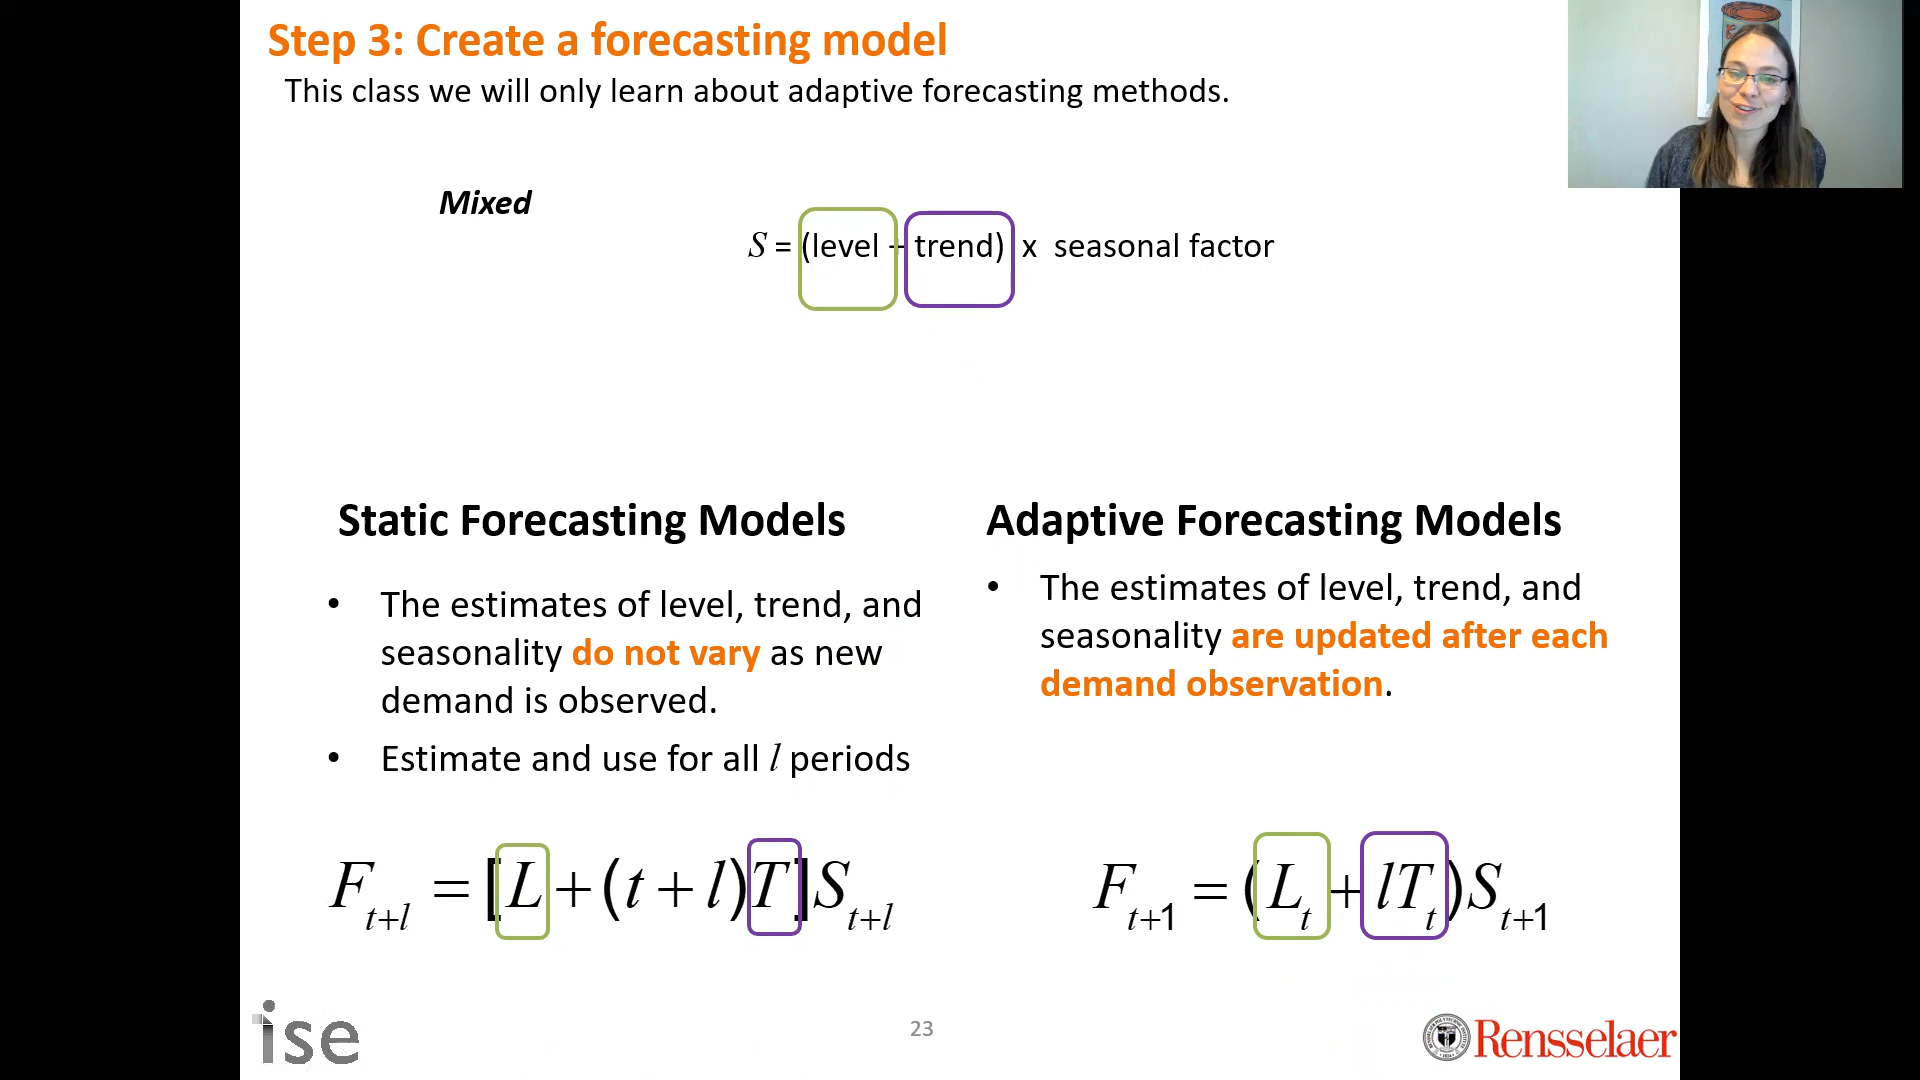 Step 3: Create a forecasting model
This class we will only learn about adaptive forecasting methods.
Mixed
S = (level + trend) x seasonal factor
Static Forecasting Models
• The estimates of level, trend, and
seasonality do not vary as new
demand is observed.
• Estimate and use for all l periods
F_{t+l} = [L + (t + l)T]S_{t+l}
Adaptive Forecasting Models
• The estimates of level, trend, and
seasonality are updated after each
demand observation.
F_{t+1} = (L_t + lT_t)S_{t+1}
ise
23
Rensselaer